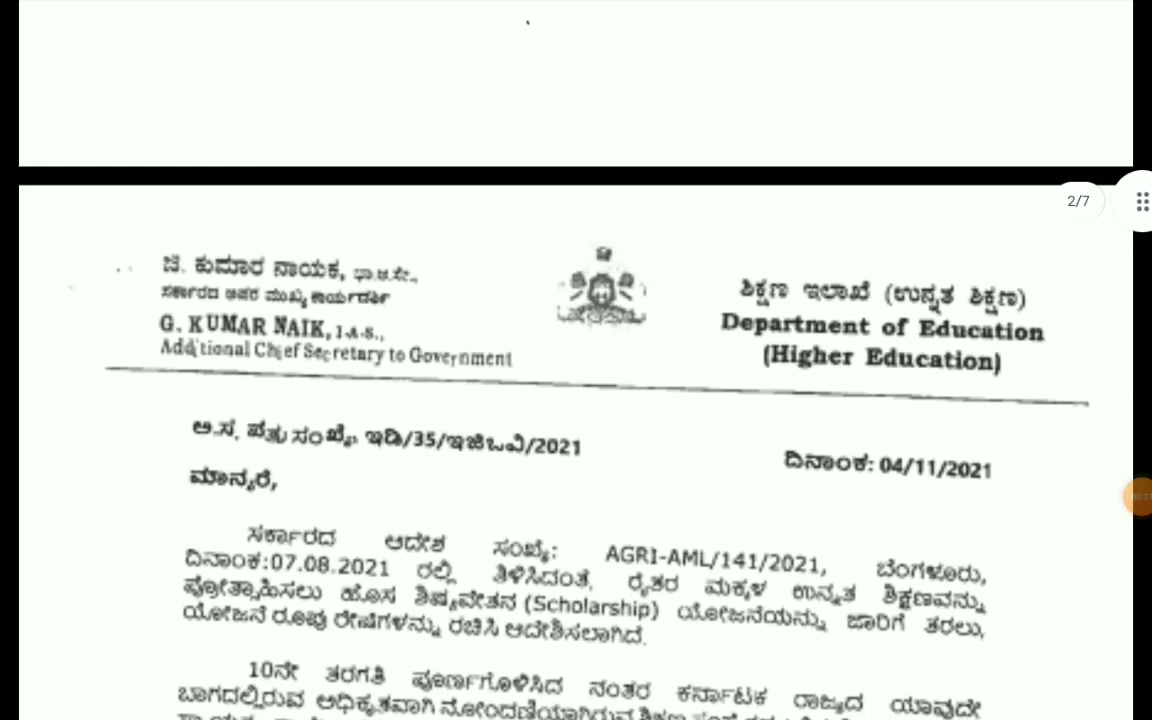 2/7
ಜಿ. ಕುಮಾರ ನಾಯಕ, ಭಾ.ಆ.ಸೇ.,
ಸರ್ಕಾರದ ಅಪರ ಮುಖ್ಯ ಕಾರ್ಯದರ್ಶಿ
G. KUMAR NAIK, I.A.S.,
Additional Chief Secretary to Government
ಶಿಕ್ಷಣ ಇಲಾಖೆ (ಉನ್ನತ ಶಿಕ್ಷಣ)
Department of Education
(Higher Education)
ಅ.ಸ. ಪತ್ರ ಸಂಖ್ಯೆ: ಇಡಿ/35/ಇಜಿಒವಿ/2021
ದಿನಾಂಕ: 04/11/2021
ಮಾನ್ಯರೆ,
ಸರ್ಕಾರದ ಆದೇಶ ಸಂಖ್ಯೆ: AGRI-AML/141/2021, ಬೆಂಗಳೂರು,
ದಿನಾಂಕ:07.08.2021 ರಲ್ಲಿ ತಿಳಿಸಿದಂತೆ, ರೈತರ ಮಕ್ಕಳ ಉನ್ನತ ಶಿಕ್ಷಣವನ್ನು
ಪ್ರೋತ್ಸಾಹಿಸಲು ಹೊಸ ಶಿಷ್ಯವೇತನ (Scholarship) ಯೋಜನೆಯನ್ನು ಜಾರಿಗೆ ತರಲು,
ಯೋಜನೆ ರೂಪು ರೇಷೆಗಳನ್ನು ರಚಿಸಿ ಆದೇಶಿಸಲಾಗಿದೆ.
10ನೇ ತರಗತಿ ಪೂರ್ಣಗೊಳಿಸಿದ ನಂತರ ಕರ್ನಾಟಕ ರಾಜ್ಯದ ಯಾವುದೇ
ಬಾಗದಲ್ಲಿರುವ ಅಧಿಕೃತವಾಗಿ ನೋಂದಣಿಯಾಗಿರುವ